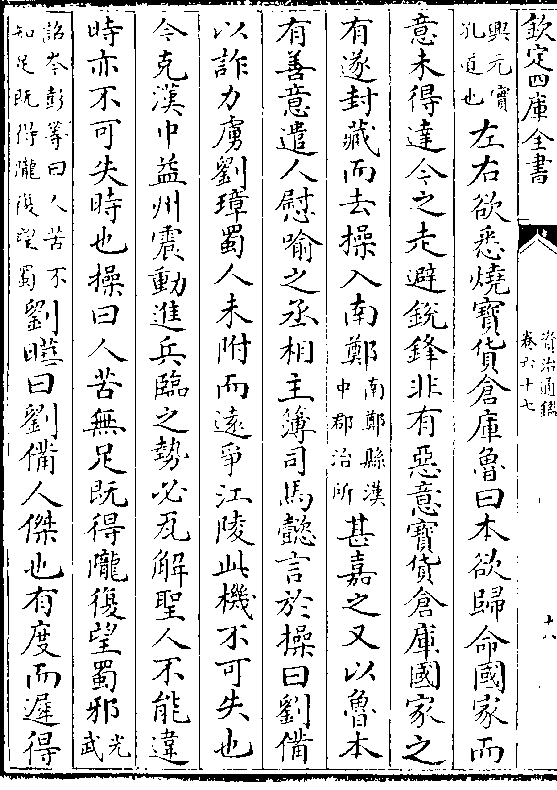 欽定四庫全書
資治通鑑
卷六十七
十八
興元實
孔道也
左右欲悉燒寶貨倉庫魯曰本欲歸命國家而
意未得達今之走避銳鋒非有惡意寶貨倉庫國家之
有遂封藏而去操入南鄭
南鄭縣漢
中郡治所
甚嘉之又以魯本
有善意遣人慰喻之丞相主簿司馬懿言於操曰劉備
以詐力虜劉璋蜀人未附而遠爭江陵此機不可失也
今克漢中益州震動進兵臨之勢必瓦解聖人不能違
時亦不可失時也操曰人苦無足既得隴復望蜀邪
光
武
詔岑彭等曰人苦不
知足既得隴復望蜀
劉曄曰劉備人傑也有度而遲得